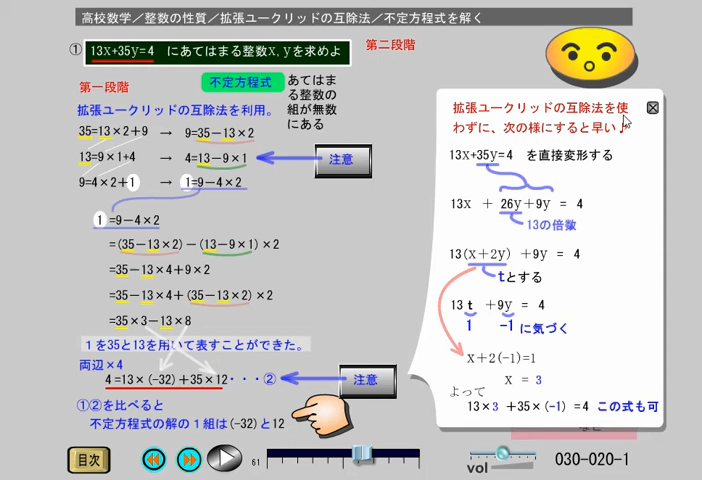 高校数学／整数の性質／拡張ユークリッドの互除法／不定方程式を解く
① 13x+35y=4 にあてはまる整数x,yを求めよ
第二段階
第一段階
不定方程式
あてはま
る整数の
組が無数
にある
拡張ユークリッドの互除法を利用。
35=13×2+9 → 9=35−13×2
13=9×1+4 → 4=13−9×1
注意
9=4×2+1 → 1=9−4×2
1=9−4×2
=(35−13×2)−(13−9×1)×2
=35−13×4+9×2
=35−13×4+(35−13×2)×2
=35×3−13×8
1を35と13を用いて表すことができた。
両辺×4
4=13×(−32)+35×12・・・②
注意
①②を比べると
不定方程式の解の1組は(−32)と12
拡張ユークリッドの互除法を使
わずに、次の様にすると早い♪
13x+35y=4 を直接変形する
13x + 26y+9y = 4
13の倍数
13(x+2y) +9y = 4
tとする
13t +9y = 4
1 −1 に気づく
x+2(−1)=1
x = 3
よって
13×3 +35×(−1) =4 この式も可
目次
61
vol
030-020-1